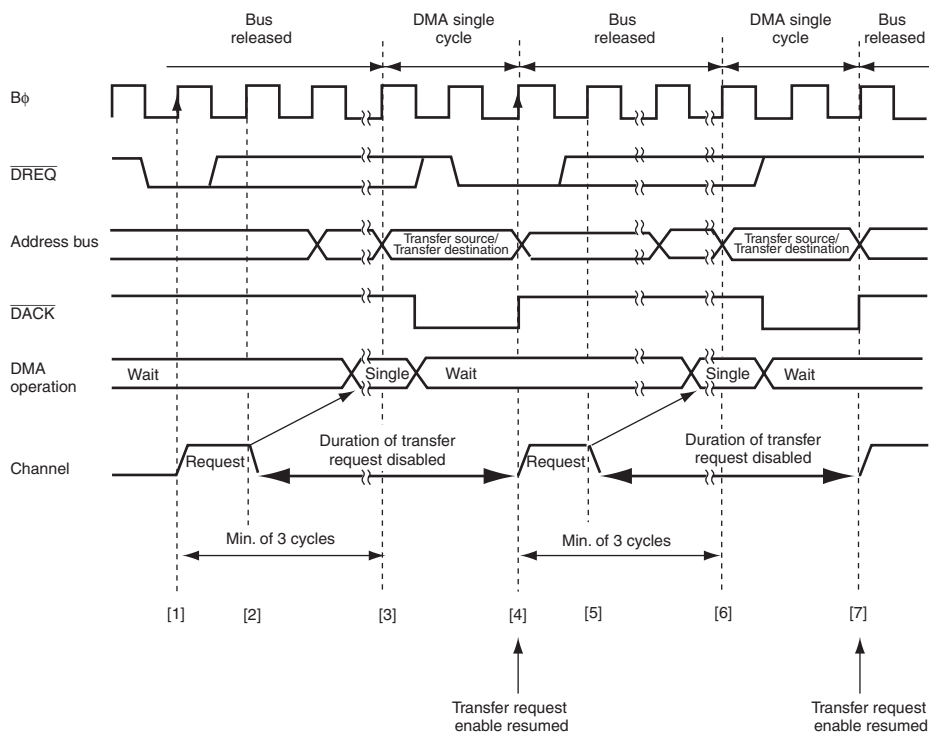 Bus
released
DMA single
cycle
Bus
released
DMA single
cycle
Bus
released
Bϕ
DREQ
Address bus
Transfer source/
Transfer destination
Transfer source/
Transfer destination
DACK
DMA
operation
Wait
Single
Wait
Single
Wait
Channel
Request
Duration of transfer
request disabled
Request
Duration of transfer
request disabled
Min. of 3 cycles
Min. of 3 cycles
[1]
[2]
[3]
[4]
[5]
[6]
[7]
Transfer request
enable resumed
Transfer request
enable resumed